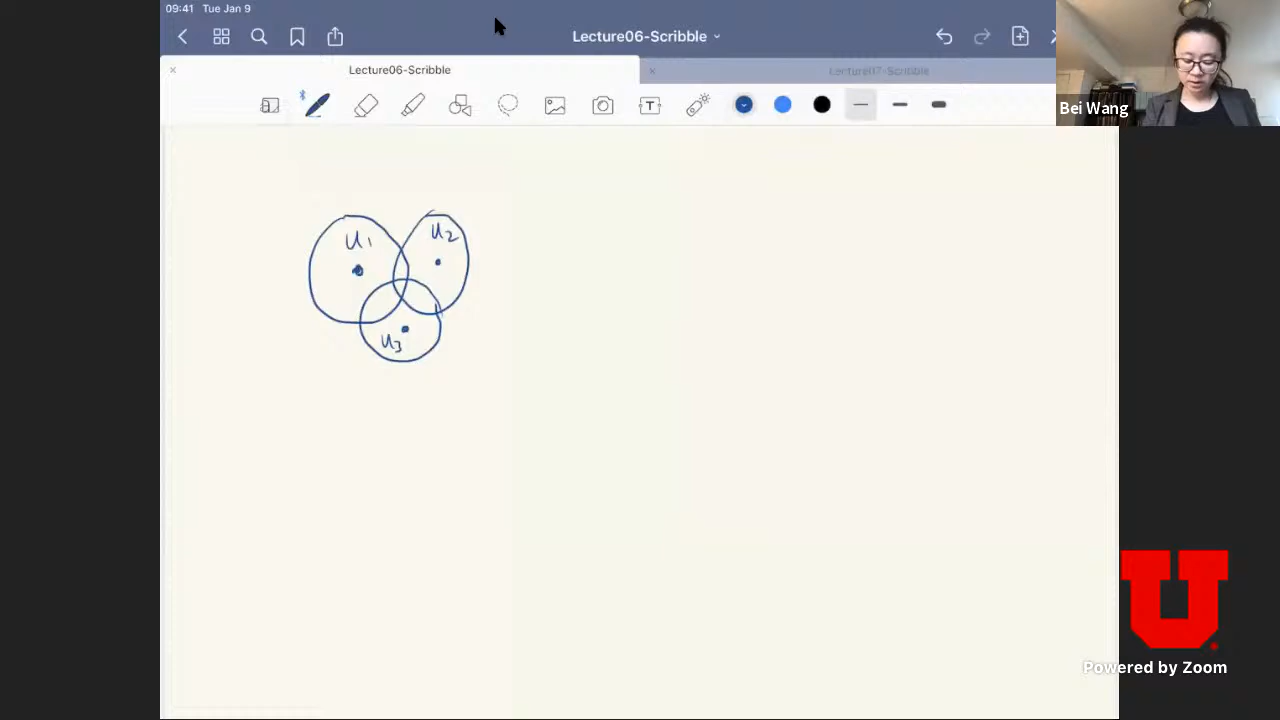 09:41 Tue Jan 9
Lecture06-Scribble
Lecture06-Scribble
Lecture07-Scribble
T
Bei Wang
U1
U2
U3
U
Powered by Zoom